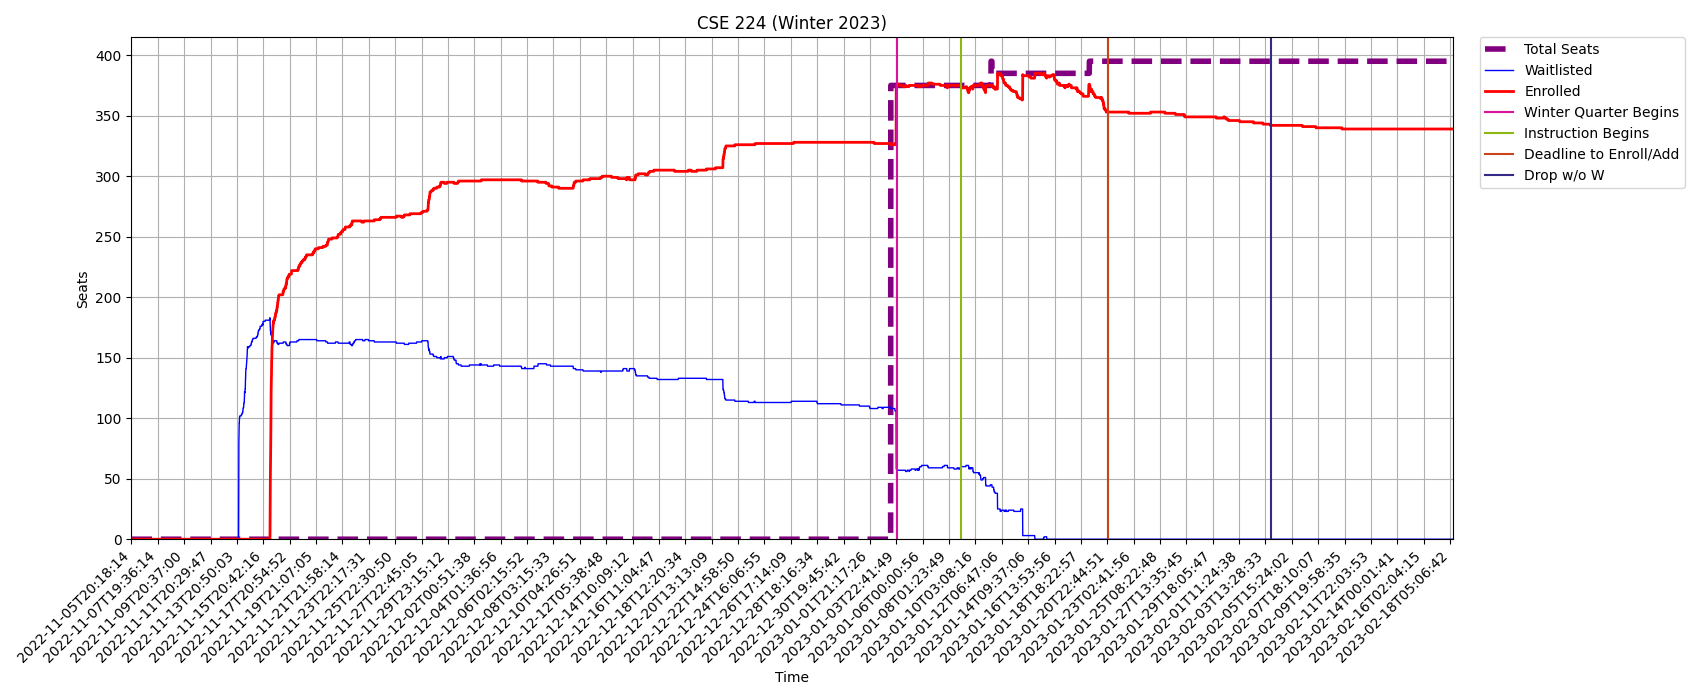 CSE 224 (Winter 2023)
400
350
300
250
200
150
100
50
0
Seats
2022-11-05T20:18:14
2022-11-07T19:36:14
2022-11-09T20:37:00
2022-11-11T20:29:47
2022-11-13T20:50:03
2022-11-15T20:42:16
2022-11-17T20:54:52
2022-11-19T21:07:05
2022-11-21T21:58:14
2022-11-23T22:17:31
2022-11-25T22:30:50
2022-11-27T22:45:05
2022-11-29T23:15:12
2022-12-02T00:51:38
2022-12-04T01:36:56
2022-12-06T02:15:52
2022-12-08T03:15:33
2022-12-10T04:26:51
2022-12-12T05:38:48
2022-12-14T10:09:12
2022-12-16T11:04:47
2022-12-18T12:20:34
2022-12-20T13:13:09
2022-12-22T14:58:50
2022-12-24T16:06:55
2022-12-26T17:14:09
2022-12-28T18:16:34
2022-12-30T19:45:42
2023-01-01T21:17:26
2023-01-03T22:41:49
2023-01-06T00:00:56
2023-01-08T01:23:49
2023-01-10T03:08:16
2023-01-12T06:47:06
2023-01-14T09:37:06
2023-01-16T13:53:56
2023-01-18T18:22:57
2023-01-20T22:44:51
2023-01-23T02:41:56
2023-01-25T08:22:48
2023-01-27T13:35:45
2023-01-29T18:05:47
2023-02-01T11:24:38
2023-02-03T13:28:33
2023-02-05T15:24:02
2023-02-07T18:10:07
2023-02-09T19:58:35
2023-02-11T22:03:53
2023-02-14T00:01:41
2023-02-16T02:04:15
2023-02-18T05:06:42
Time
Total Seats
Waitlisted
Enrolled
Winter Quarter Begins
Instruction Begins
Deadline to Enroll/Add
Drop w/o W